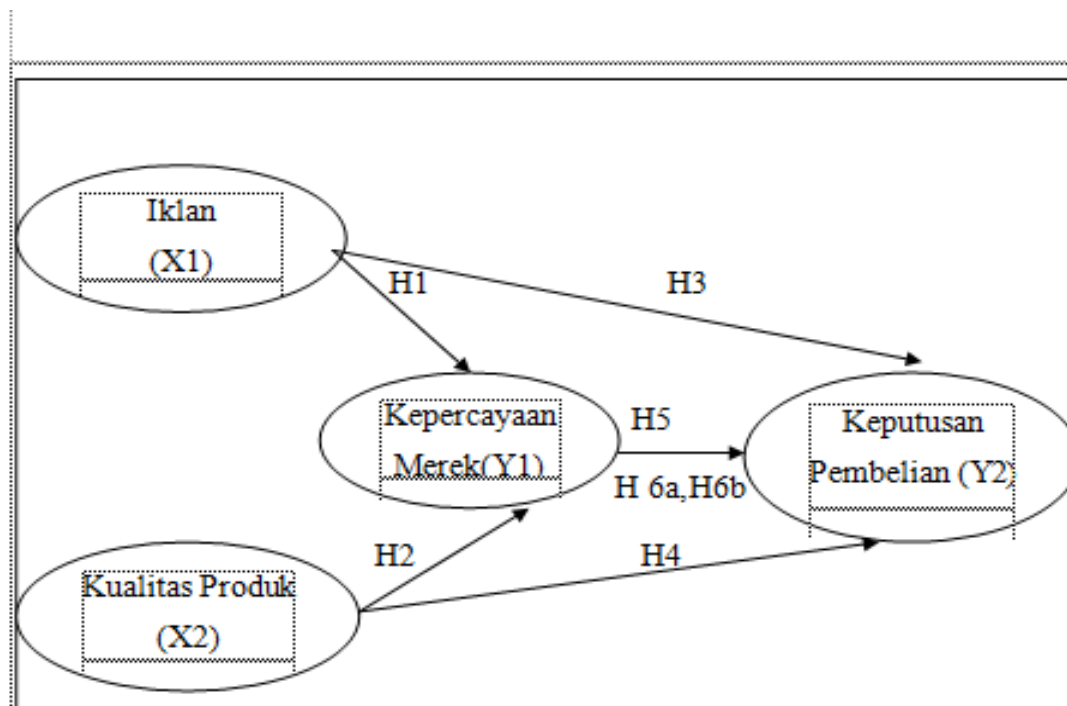 Iklan
(X1)
H1
H3
Kepercayaan
Merek(Y1)
H5
H 6a,H6b
Keputusan
Pembelian (Y2)
H2
H4
Kualitas Produk
(X2)